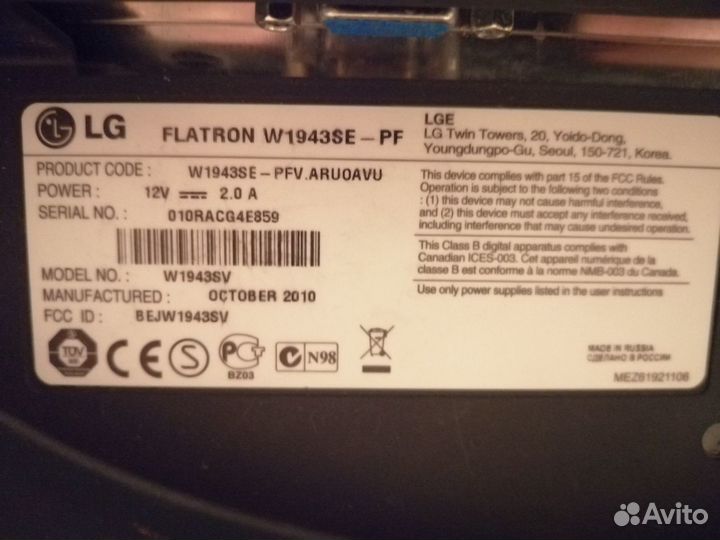 LG FLATRON W1943SE-PF
PRODUCT CODE : W1943SE-PFV.ARUOAVU
POWER : 12V 2.0 A
SERIAL NO. : 010RACG4E859
MODEL NO. : W1943SV
MANUFACTURED : OCTOBER 2010
FCC ID : BEJW1943SV
TÜV
CE
S
PG
BZ03
C N98
LGE
LG Twin Towers, 20, Yoido-Dong,
Youngdungpo-Gu, Seoul, 150-721, Korea.
This device complies with part 15 of the FCC Rules.
Operation is subject to the following two conditions
: (1) this device may not cause harmful interference,
and (2) this device must accept any interference received,
including interference that may cause undesired operation.
This Class B digital apparatus complies with
Canadian ICES-003. Cet appareil numérique de la
classe B est conforme à la norme NMB-003 du Canada.
Use only power supplies listed in the user instructions
MADE IN RUSSIA
СДЕЛАНО В РОССИИ
MEZ61921106
Avito